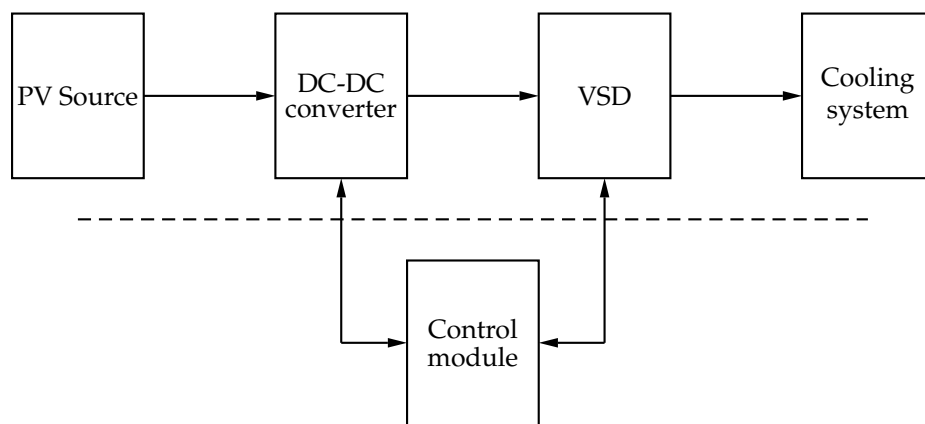 PV Source
DC-DC
converter
VSD
Cooling
system
Control
module